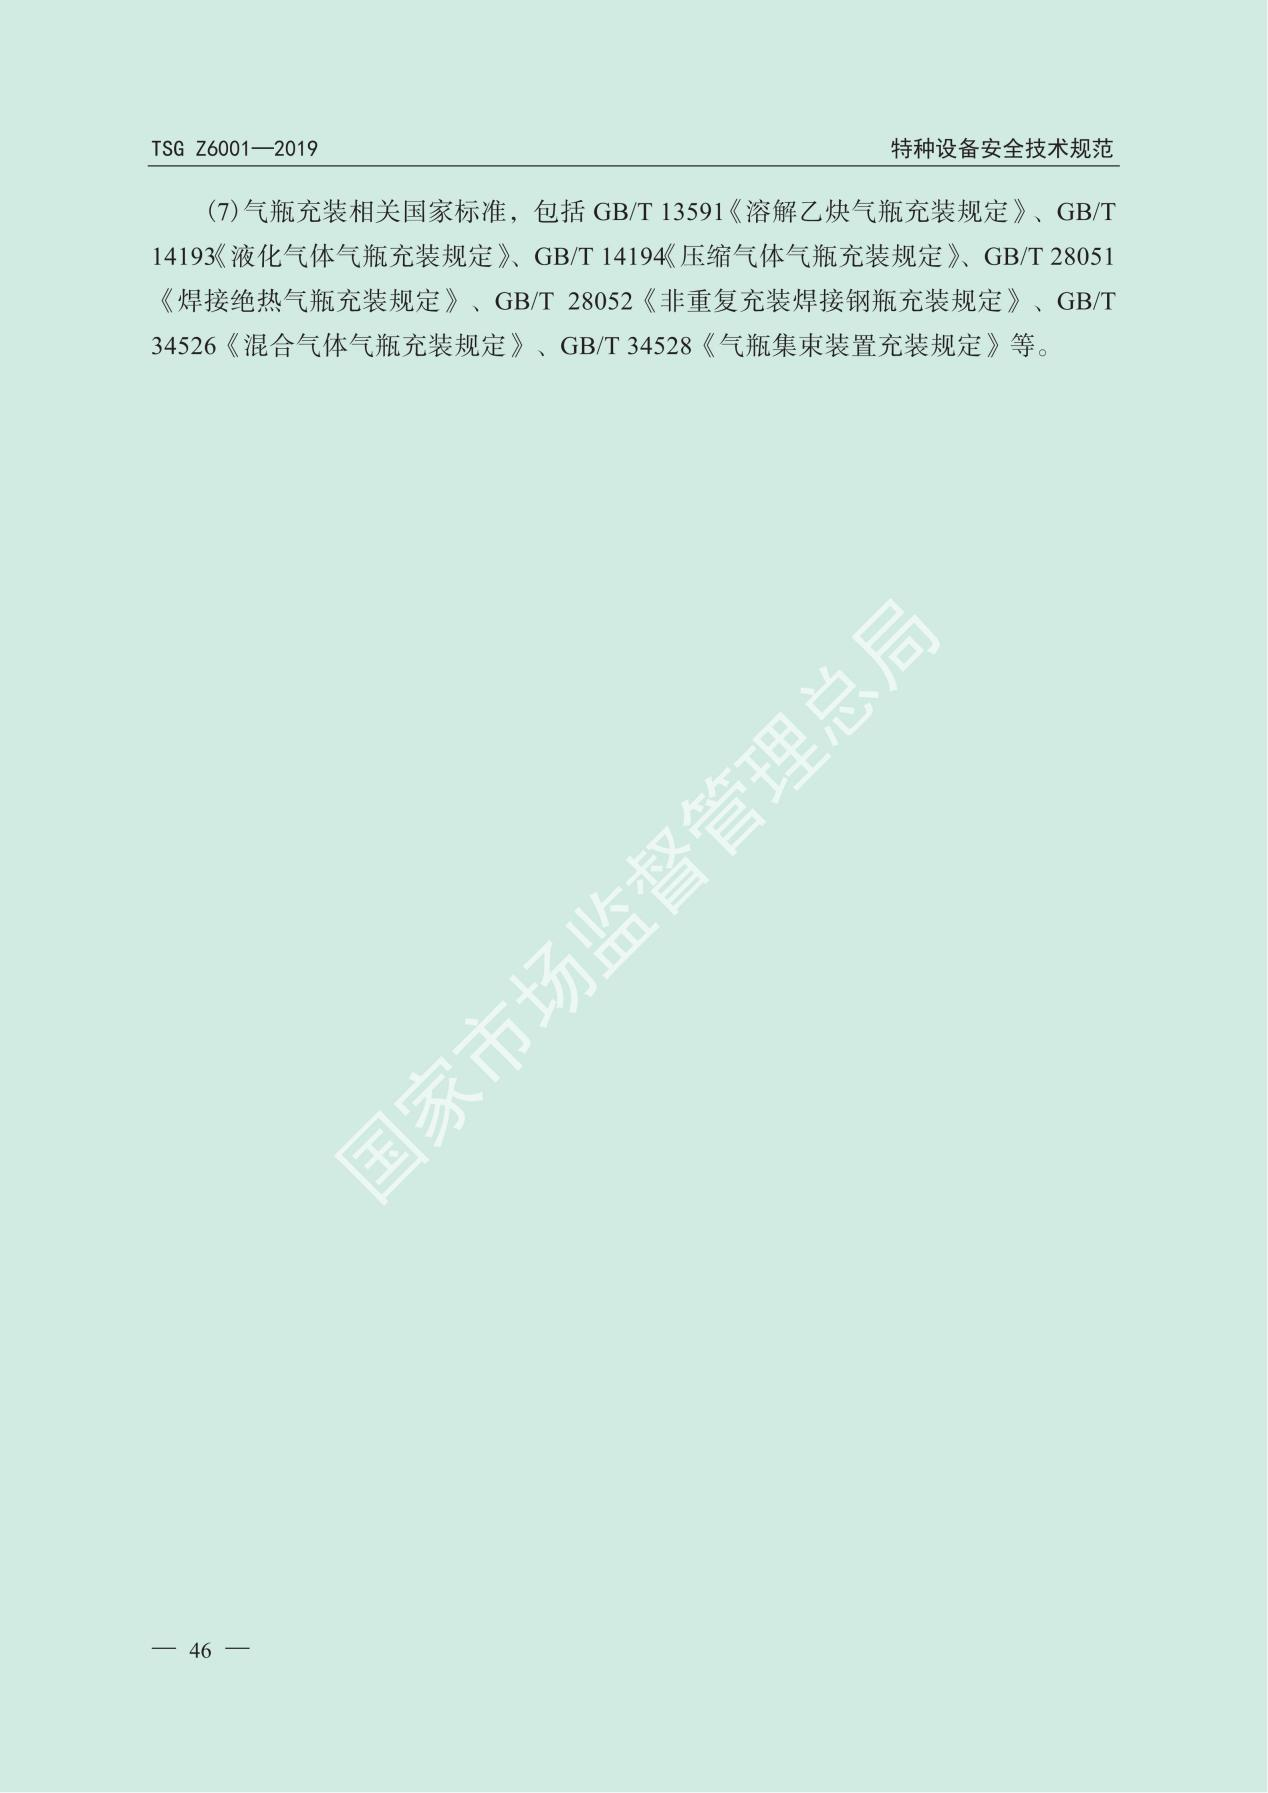 TSG Z6001—2019 特种设备安全技术规范
(7)气瓶充装相关国家标准，包括 GB/T 13591《溶解乙炔气瓶充装规定》、GB/T
14193《液化气体气瓶充装规定》、GB/T 14194《压缩气体气瓶充装规定》、GB/T 28051
《焊接绝热气瓶充装规定》、GB/T 28052《非重复充装焊接钢瓶充装规定》、GB/T
34526《混合气体气瓶充装规定》、GB/T 34528《气瓶集束装置充装规定》等。
国家市场监督管理总局
— 46 —